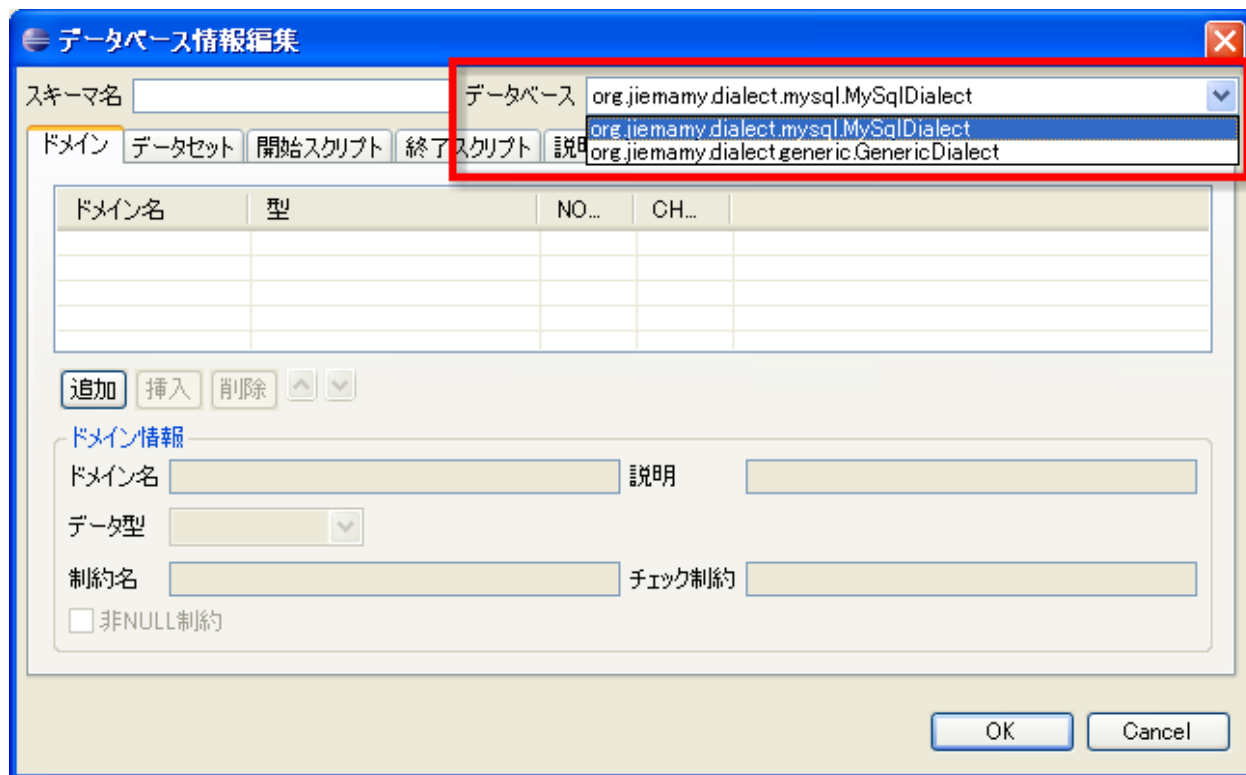 データベース情報編集
スキーマ名 データベース org.jiemamy.dialect.mysql.MySqlDialect
org.jiemamy.dialect.mysql.MySqlDialect
org.jiemamy.dialect.generic.GenericDialect
ドメイン データセット 開始スクリプト 終了スクリプト 説明
ドメイン名 型 NO... CH...
追加 挿入 削除
ドメイン情報
ドメイン名 説明
データ型
制約名 チェック制約
非NULL制約
OK Cancel